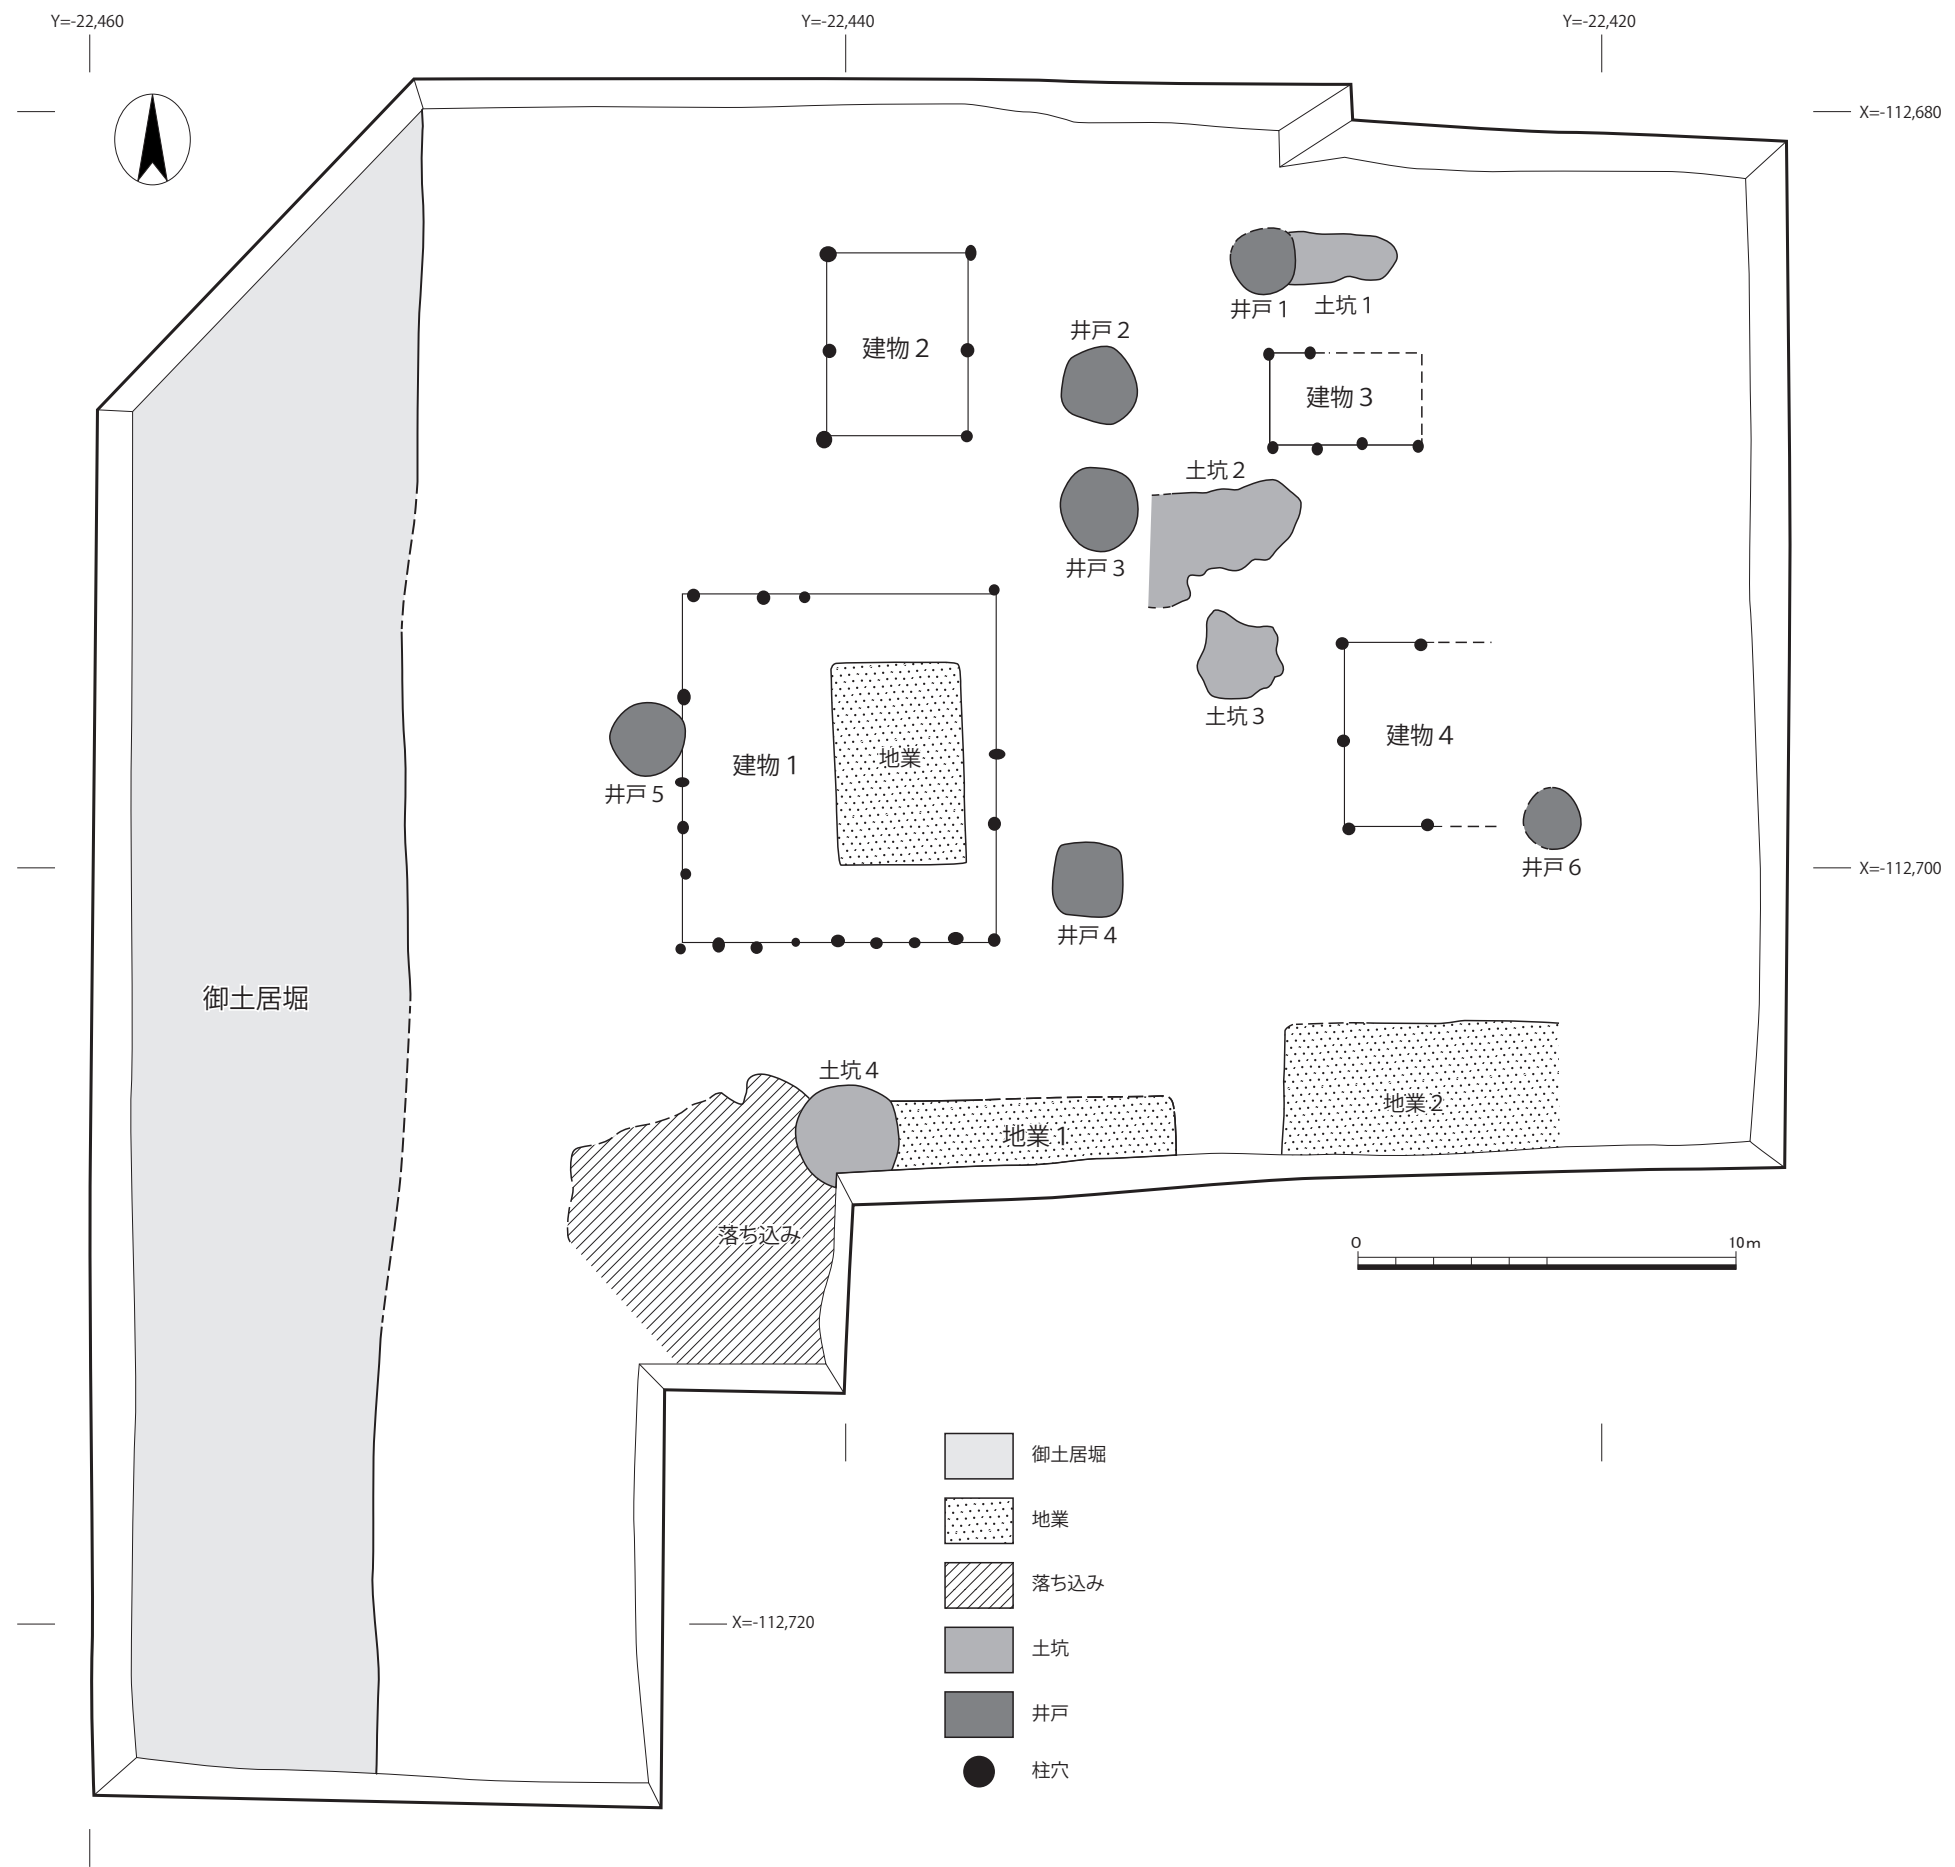 Y=-22,460
Y=-22,440
Y=-22,420
X=-112,680
井戸1
土坑1
井戸2
建物2
建物3
土坑2
井戸3
土坑3
建物4
地業
建物1
井戸5
井戸6
X=-112,700
井戸4
御土居堀
土坑4
地業2
地業1
落ち込み
0
10m
御土居堀
地業
落ち込み
X=-112,720
土坑
井戸
柱穴